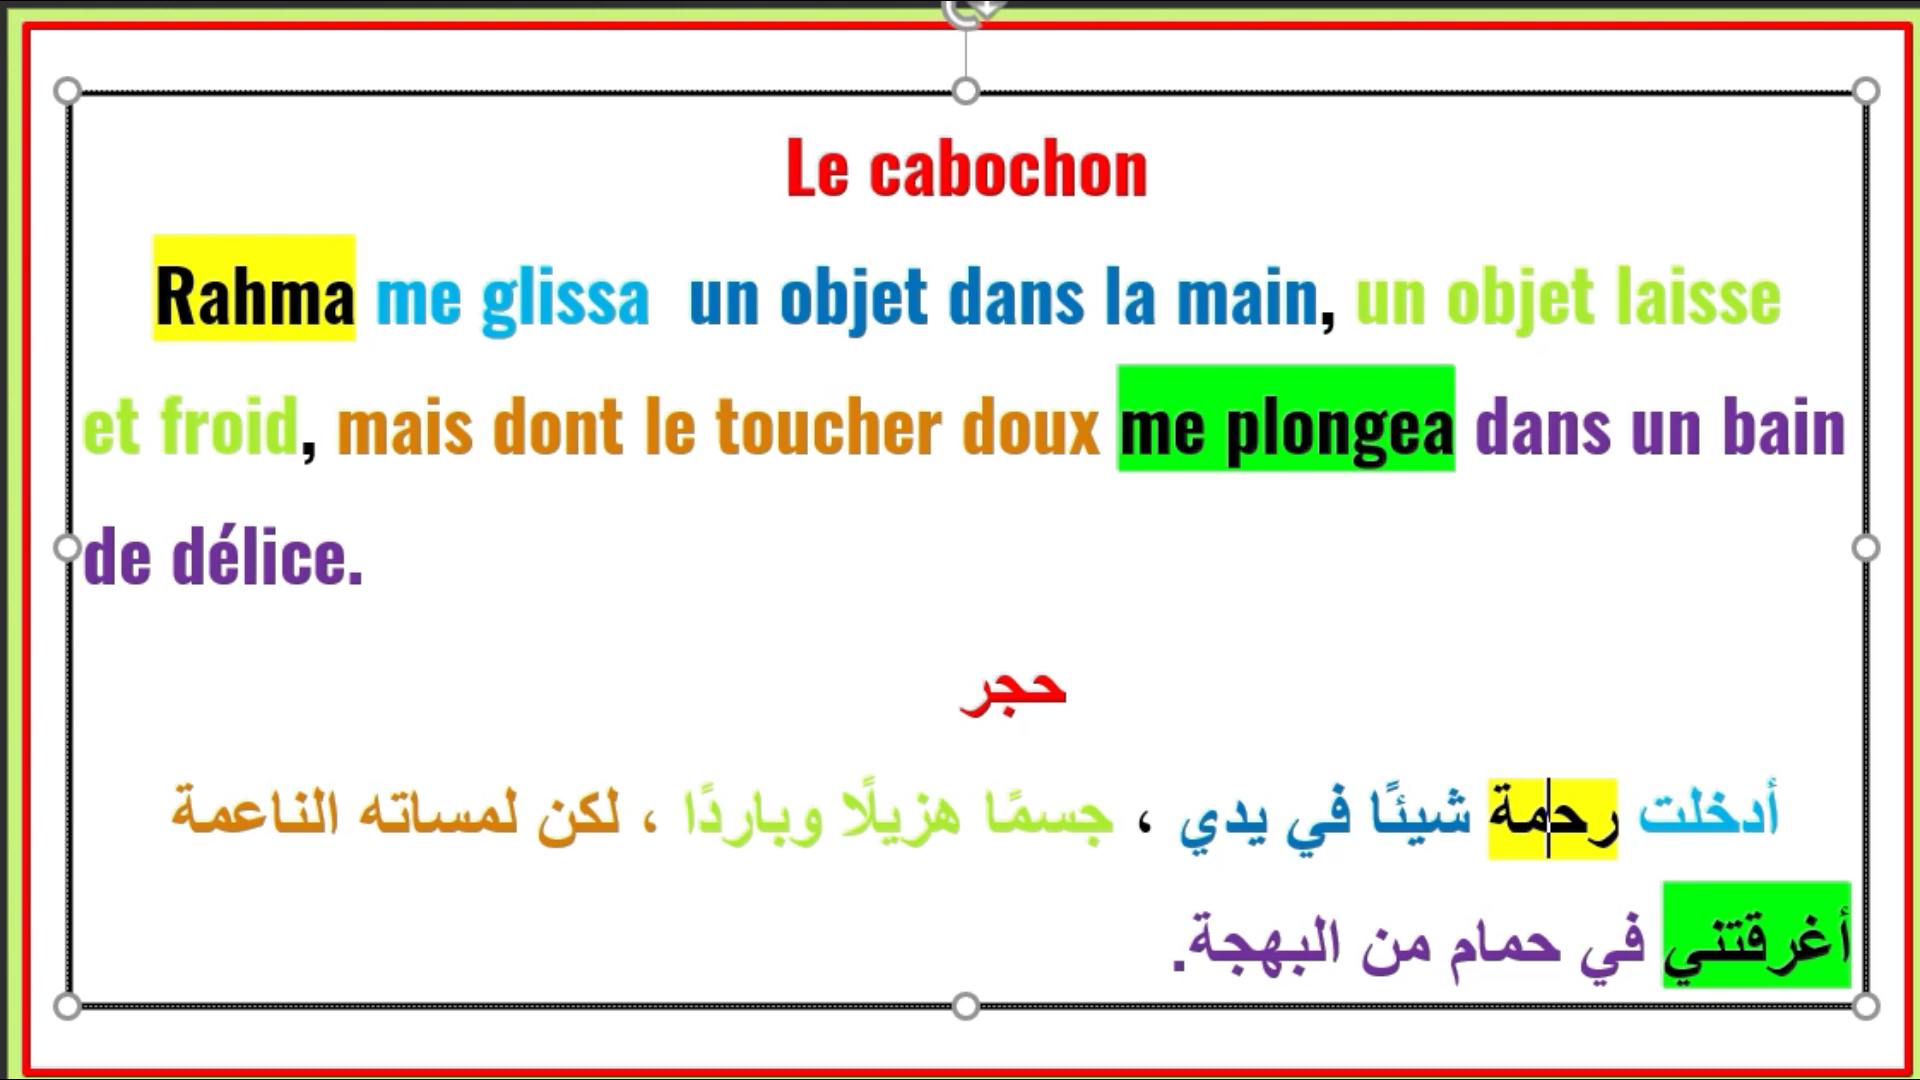 Le cabochon
Rahma me glissa  un objet dans la main, un objet laisse
et froid, mais dont le toucher doux me plongea dans un bain
de délice.
حجر
أدخلت رحمة شيئًا في يدي ، جسمًا هزيلًا وباردًا ، لكن لمساته الناعمة
أغرقتني في حمام من البهجة.